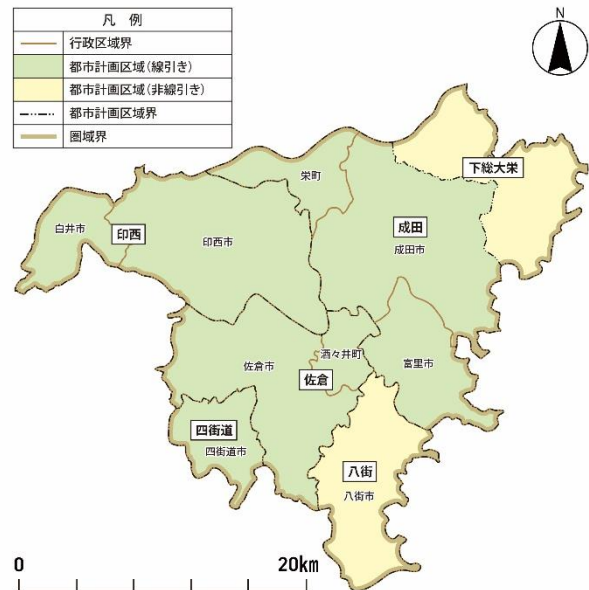 凡 例
行政区域界
都市計画区域(線引き)
都市計画区域(非線引き)
都市計画区域界
圏域界
N
下総大栄
栄町
成田
成田市
白井市
印西
印西市
酒々井町
富里市
佐倉市
佐倉
四街道
四街道市
八街
八街市
0
20km